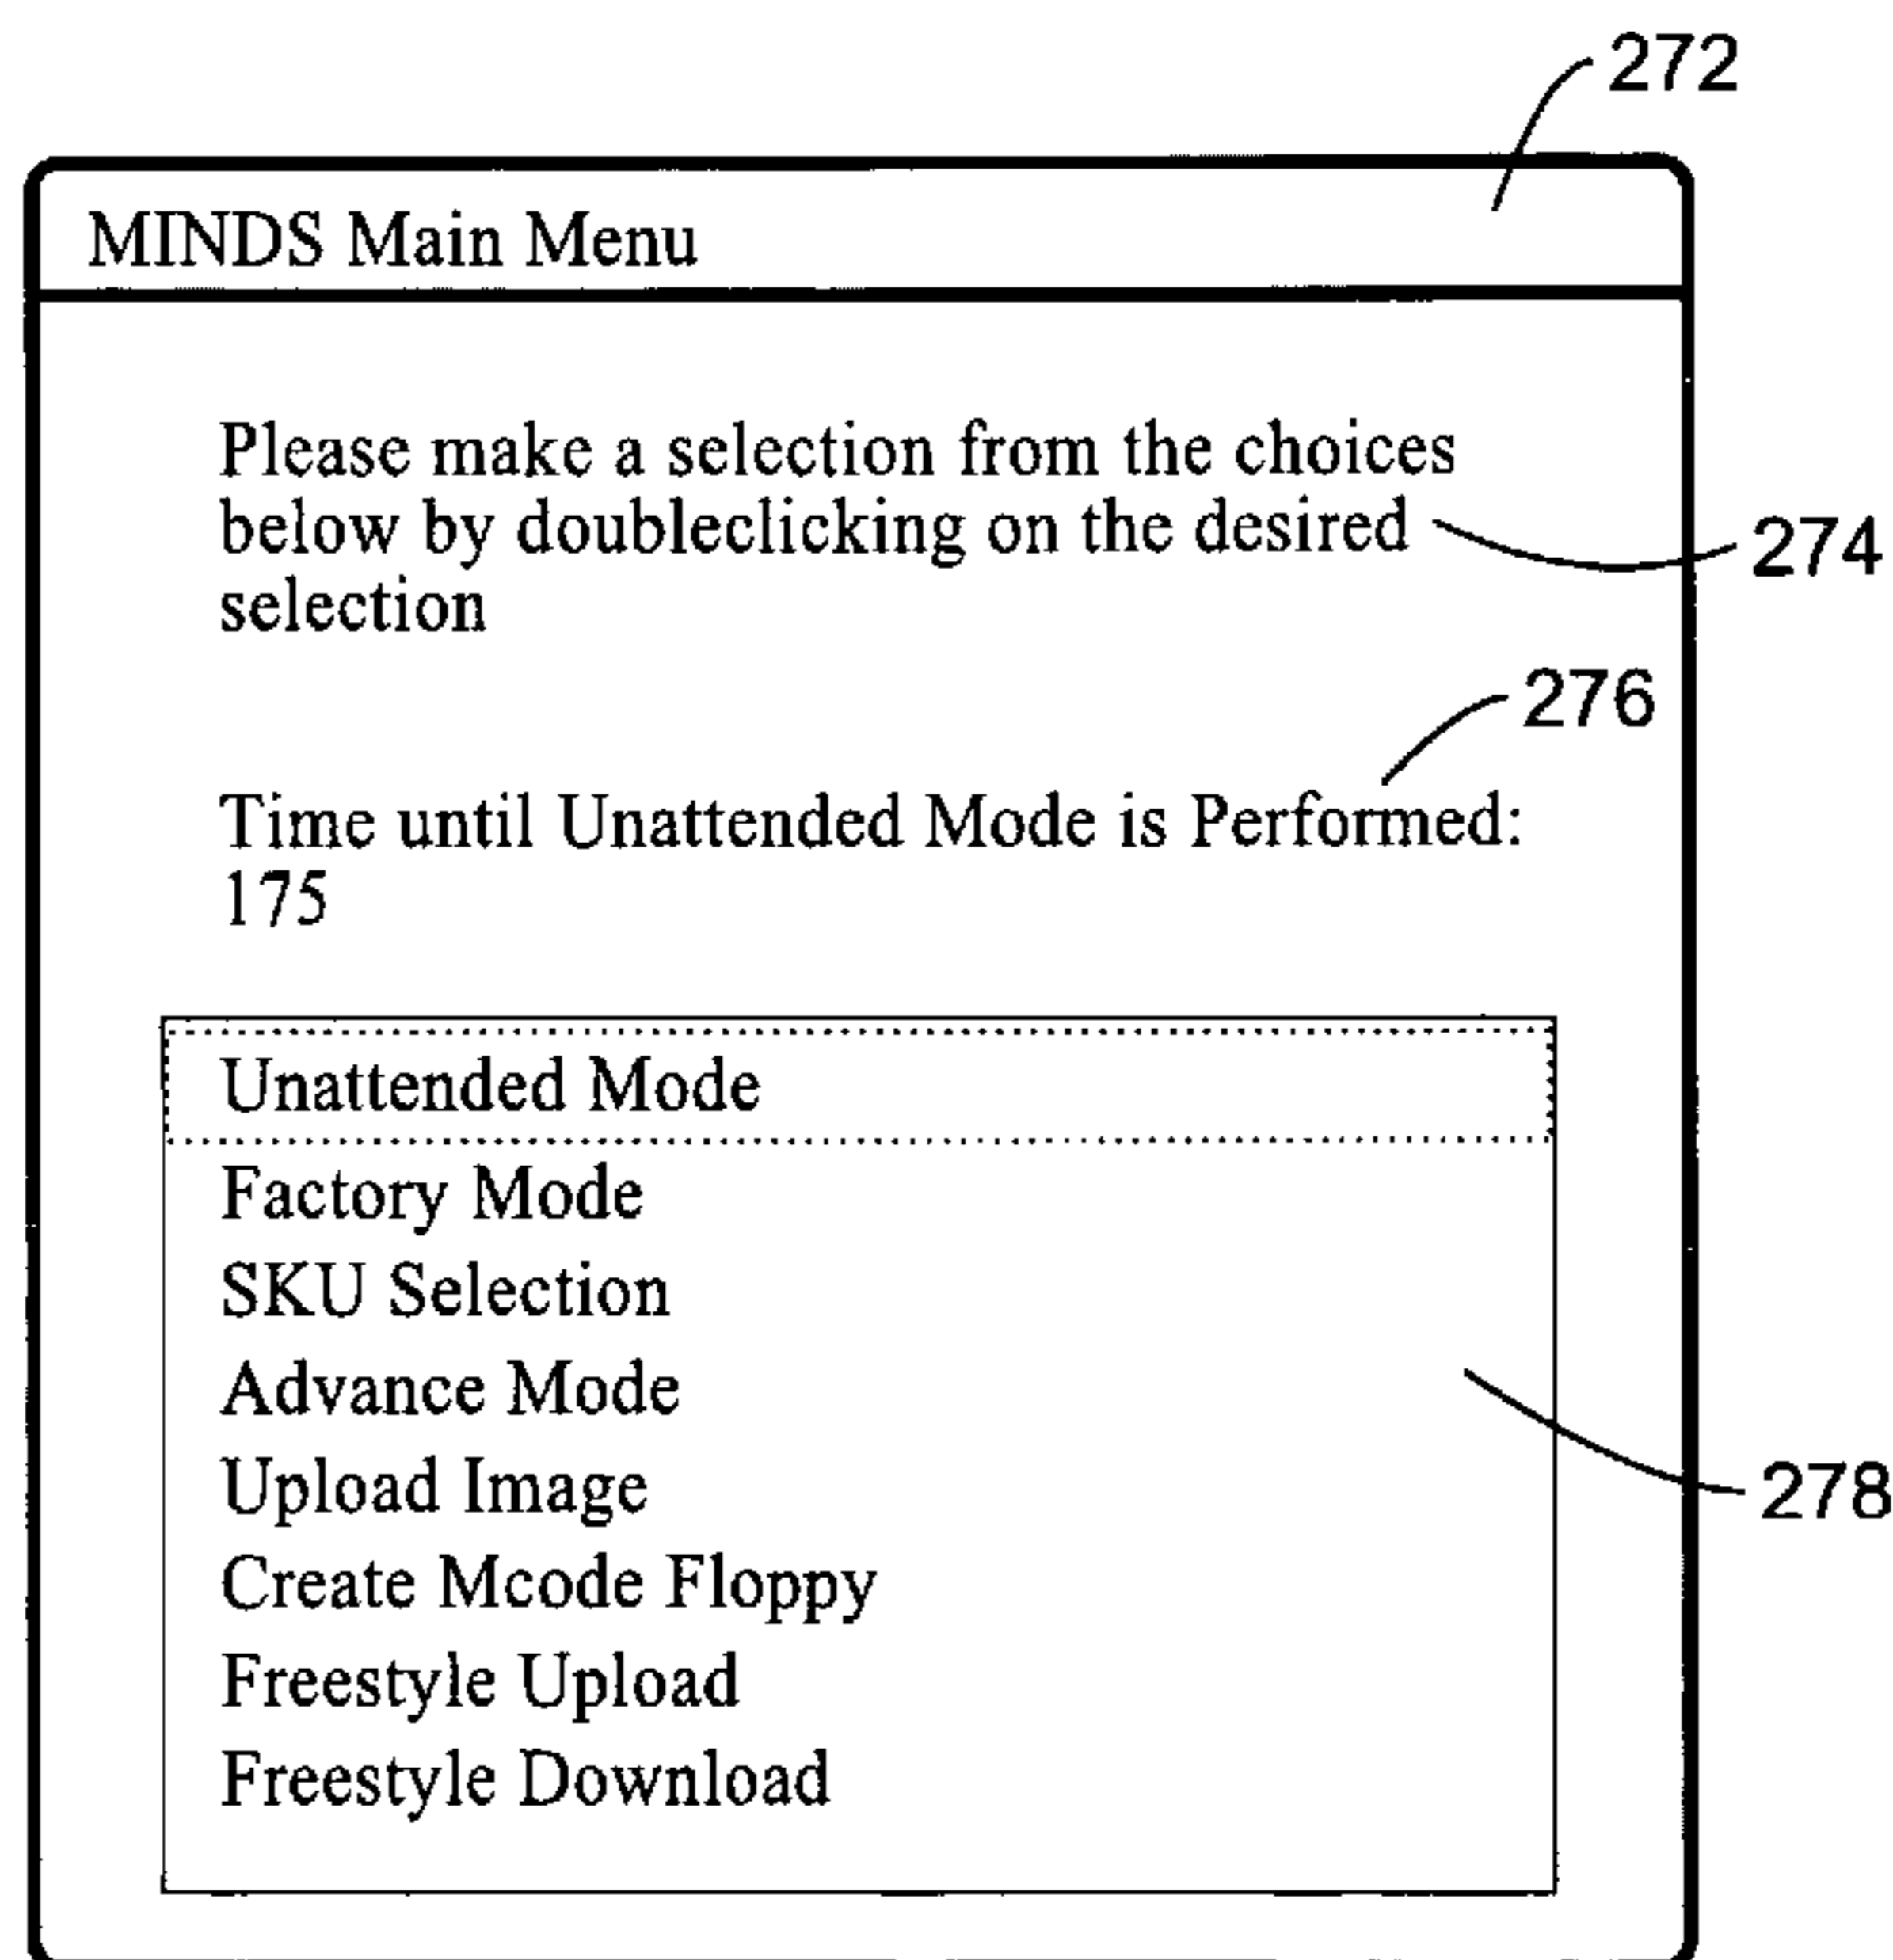 272
MINDS Main Menu
Please make a selection from the choices
below by doubleclicking on the desired
selection
274
276
Time until Unattended Mode is Performed:
175
Unattended Mode
Factory Mode
SKU Selection
Advance Mode
Upload Image
278
Create Mcode Floppy
Freestyle Upload
Freestyle Download